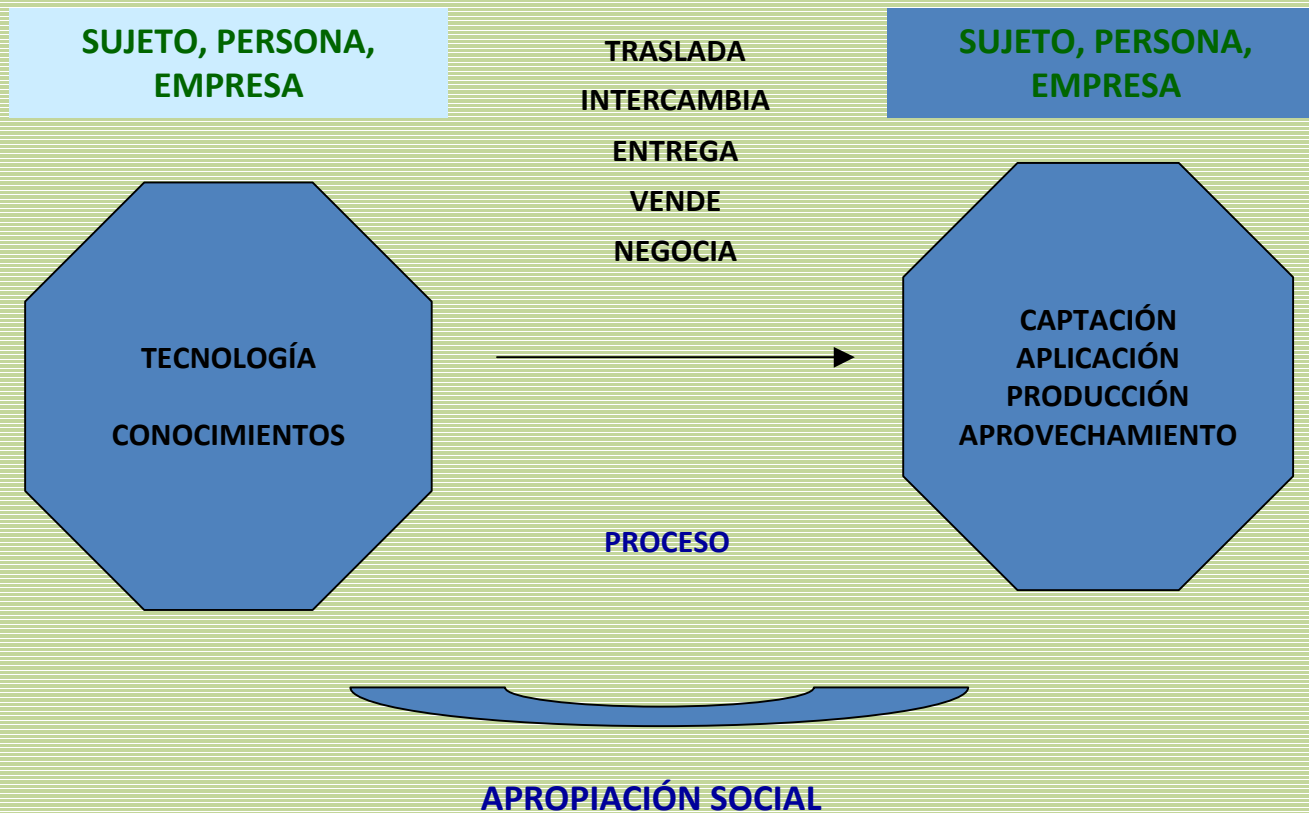 SUJETO, PERSONA,
EMPRESA
TRASLADA
INTERCAMBIA
ENTREGA
VENDE
NEGOCIA
SUJETO, PERSONA,
EMPRESA
TECNOLOGÍA
CONOCIMIENTOS
CAPTACIÓN
APLICACIÓN
PRODUCCIÓN
APROVECHAMIENTO
PROCESO
APROPIACIÓN SOCIAL